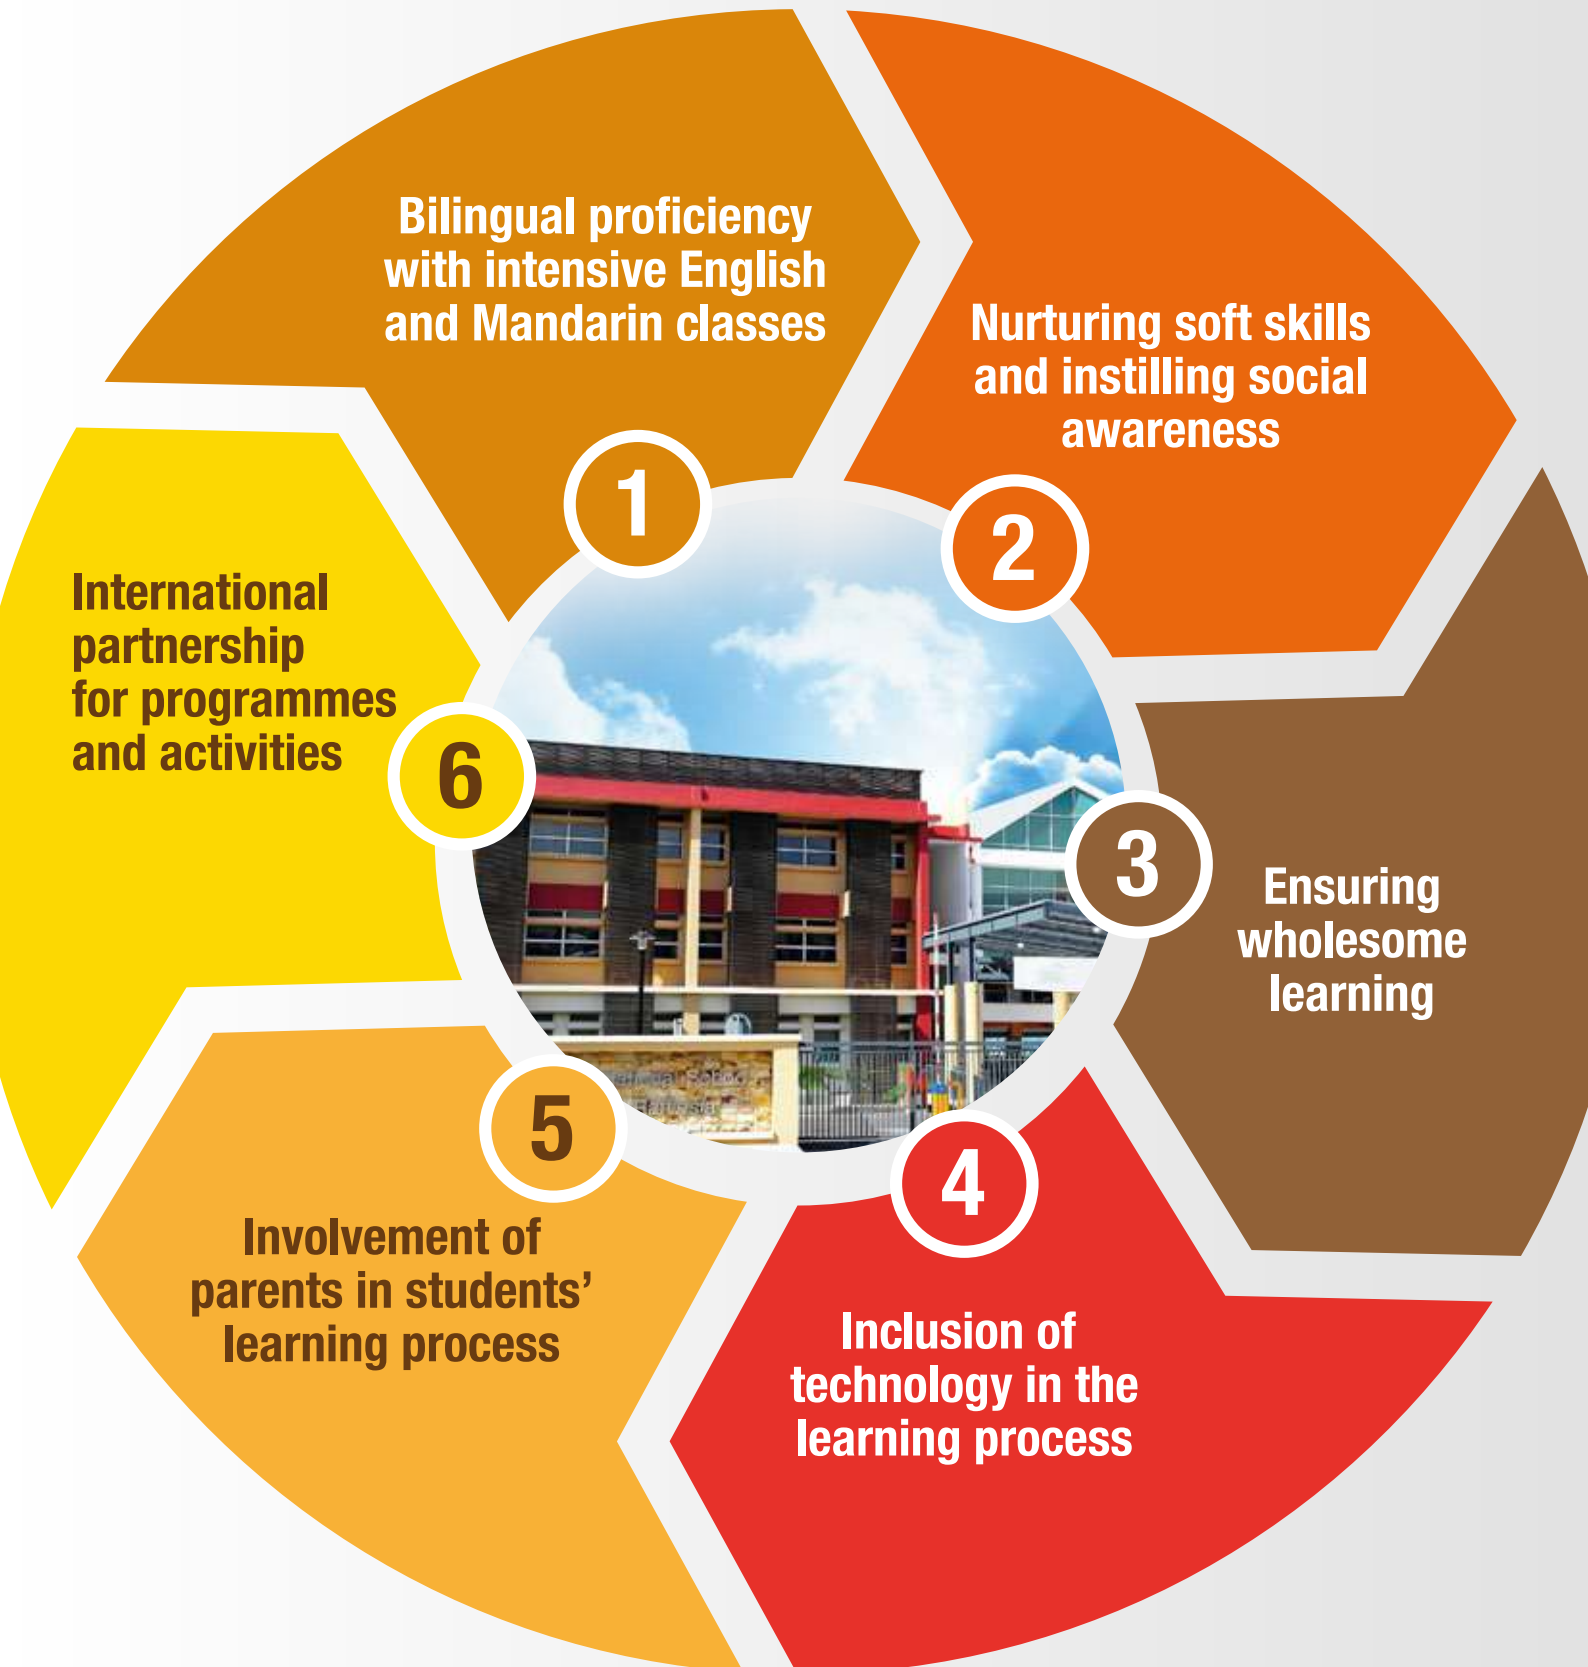 Bilingual proficiency
with intensive English
and Mandarin classes
1
Nurturing soft skills
and instilling social
awareness
2
Ensuring
wholesome
learning
3
Inclusion of
technology in the
learning process
4
Involvement of
parents in students’
learning process
5
International
partnership
for programmes
and activities
6